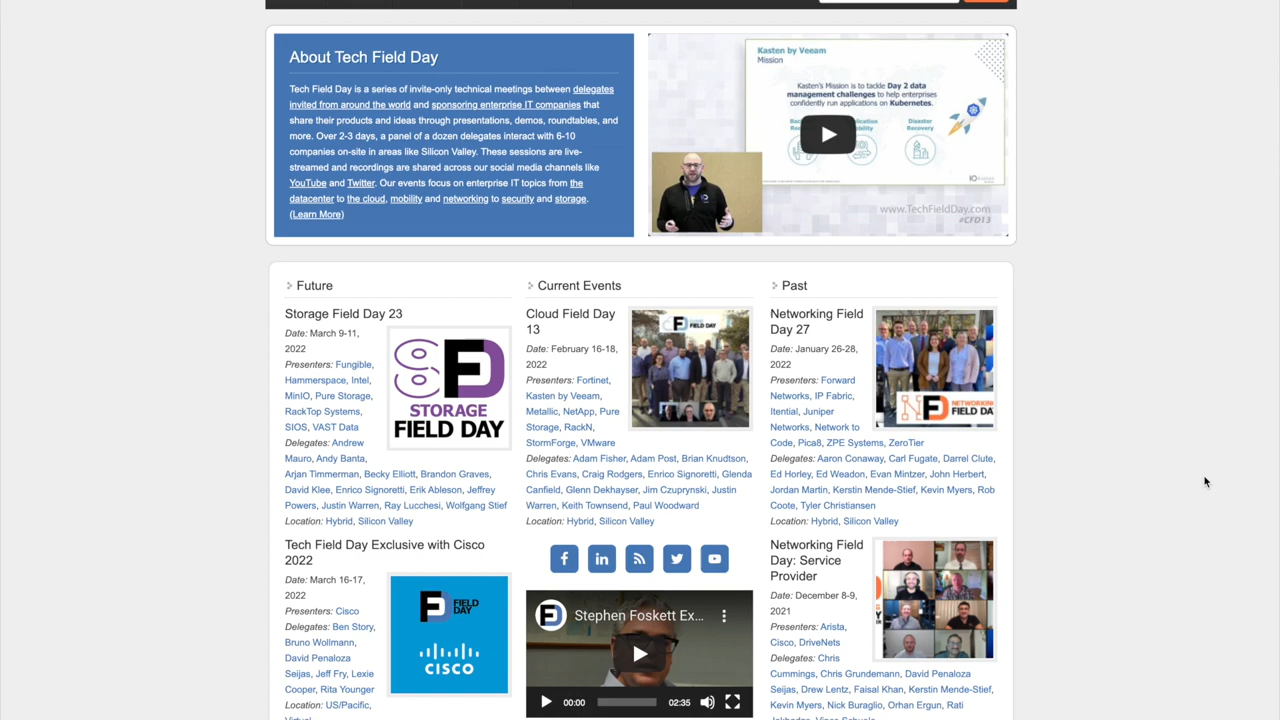 About Tech Field Day
Tech Field Day is a series of invite-only technical meetings between delegates
invited from around the world and sponsoring enterprise IT companies that
share their products and ideas through presentations, demos, roundtables, and
more. Over 2-3 days, a panel of a dozen delegates interact with 6-10
companies on-site in areas like Silicon Valley. These sessions are live-
streamed and recordings are shared across our social media channels like
YouTube and Twitter. Our events focus on enterprise IT topics from the
datacenter to the cloud, mobility and networking to security and storage.
(Learn More)
Kasten by Veeam
Mission
Kasten's Mission is to tackle Day 2 data
management challenges to help enterprises
confidently run applications on Kubernetes.
Disaster
Recovery
www.TechFieldDay.com
#CFD13
Future
Storage Field Day 23
Date: March 9-11,
2022
Presenters: Fungible,
Hammerspace, Intel,
MinIO, Pure Storage,
RackTop Systems,
SIOS, VAST Data
Delegates: Andrew
Mauro, Andy Banta,
Arjan Timmerman, Becky Elliott, Brandon Graves,
David Klee, Enrico Signoretti, Erik Ableson, Jeffrey
Powers, Justin Warren, Ray Lucchesi, Wolfgang Stief
Location: Hybrid, Silicon Valley
STORAGE
FIELD DAY
Tech Field Day Exclusive with Cisco
2022
Date: March 16-17,
2022
Presenters: Cisco
Delegates: Ben Story,
Bruno Wollmann,
David Penaloza
Seijas, Jeff Fry, Lexie
Cooper, Rita Younger
Location: US/Pacific,
Virtual
FIELD
DAY
CISCO
Current Events
Cloud Field Day
13
Date: February 16-18,
2022
Presenters: Fortinet,
Kasten by Veeam,
Metallic, NetApp, Pure
Storage, RackN,
StormForge, VMware
Delegates: Adam Fisher, Adam Post, Brian Knudtson,
Chris Evans, Craig Rodgers, Enrico Signoretti, Glenda
Canfield, Glenn Dekhayser, Jim Czuprynski, Justin
Warren, Keith Townsend, Paul Woodward
Location: Hybrid, Silicon Valley
FIELD DAY
Stephen Foskett Ex...
00:00
02:35
Past
Networking Field
Day 27
Date: January 26-28,
2022
Presenters: Forward
Networks, IP Fabric,
Itential, Juniper
Networks, Network to
Code, Pica8, ZPE Systems, ZeroTier
Delegates: Aaron Conaway, Carl Fugate, Darrel Clute,
Ed Horley, Ed Weadon, Evan Mintzer, John Herbert,
Jordan Martin, Kerstin Mende-Stief, Kevin Myers, Rob
Coote, Tyler Christiansen
Location: Hybrid, Silicon Valley
NETWORKING
FIELD DA
Networking Field
Day: Service
Provider
Date: December 8-9,
2021
Presenters: Arista,
Cisco, DriveNets
Delegates: Chris
Cummings, Chris Grundemann, David Penaloza
Seijas, Drew Lentz, Faisal Khan, Kerstin Mende-Stief,
Kevin Myers, Nick Buraglio, Orhan Ergun, Rati